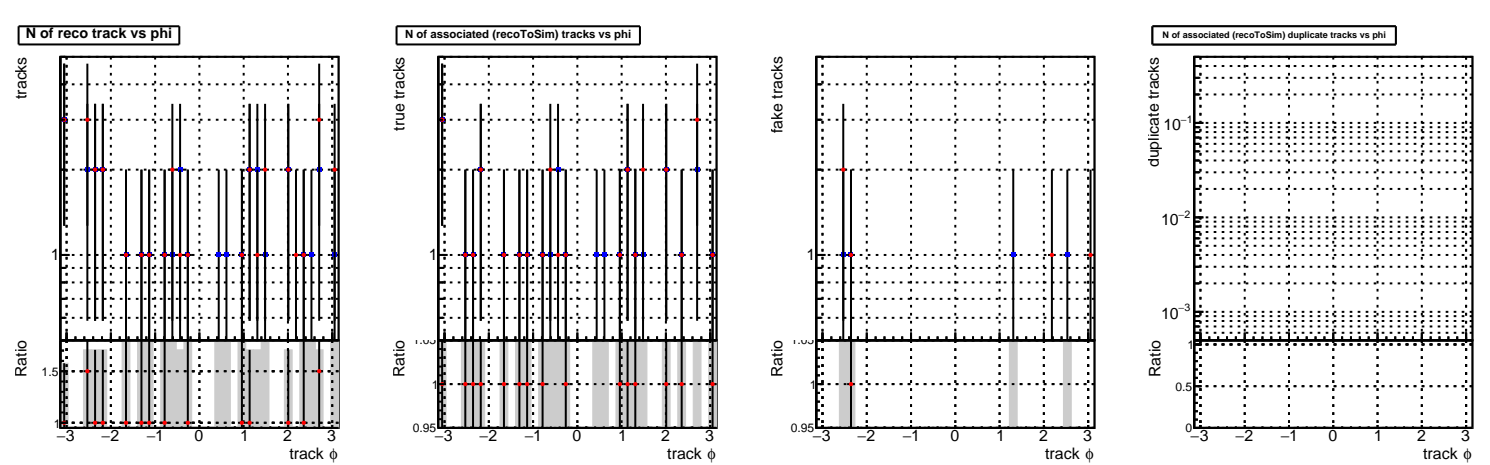 N of reco track vs phi
tracks
1
Ratio
1.5
1
−3 −2 −1 0 1 2 3
track ϕ
N of associated (recoToSim) tracks vs phi
true tracks
1
Ratio
1.05
1
0.95
−3 −2 −1 0 1 2 3
track ϕ
fake tracks
1
Ratio
1.05
1
0.95
−3 −2 −1 0 1 2 3
track ϕ
N of associated (recoToSim) duplicate tracks vs phi
duplicate tracks
10−1
10−2
10−3
Ratio
1
0.5
0
−3 −2 −1 0 1 2 3
track ϕ